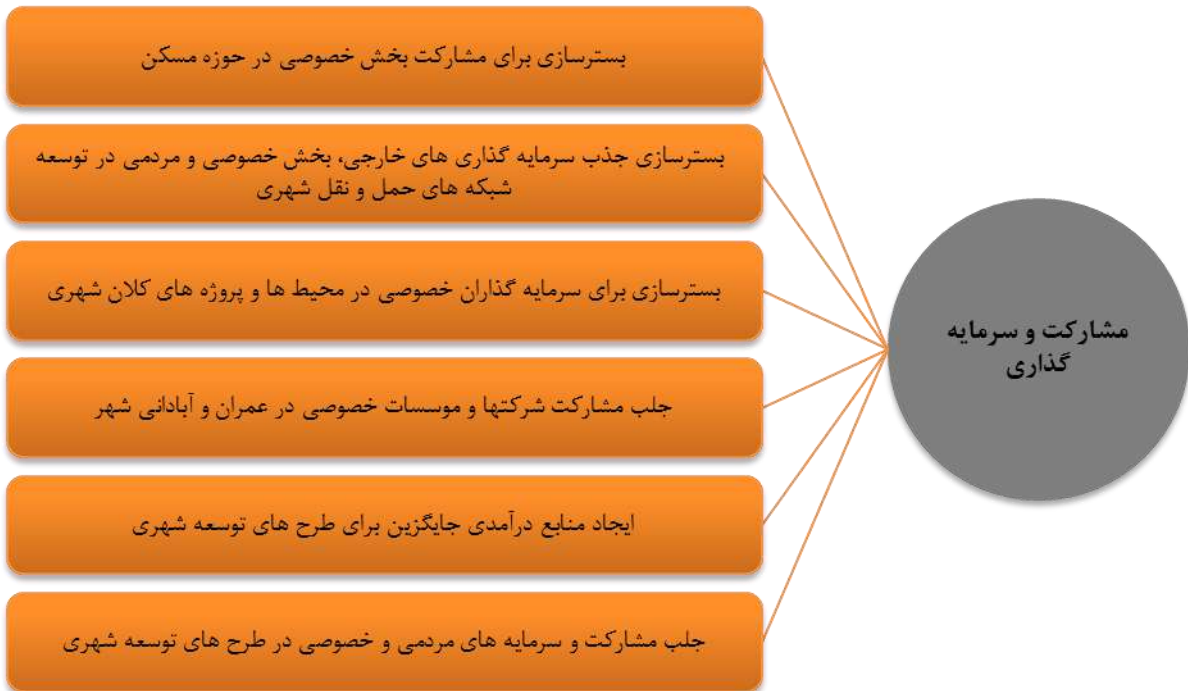 بسترسازی برای مشارکت بخش خصوصی در حوزه مسکن
بسترسازی جذب سرمایه گذاری های خارجی، بخش خصوصی و مردمی در توسعه
شبکه های حمل و نقل شهری
بسترسازی برای سرمایه گذاران خصوصی در محیط ها و پروژه های کلان شهری
جلب مشارکت شرکتها و موسسات خصوصی در عمران و آبادانی شهر
ایجاد منابع درآمدی جایگزین برای طرح های توسعه شهری
جلب مشارکت و سرمایه های مردمی و خصوصی در طرح های توسعه شهری
مشارکت و سرمایه
گذاری